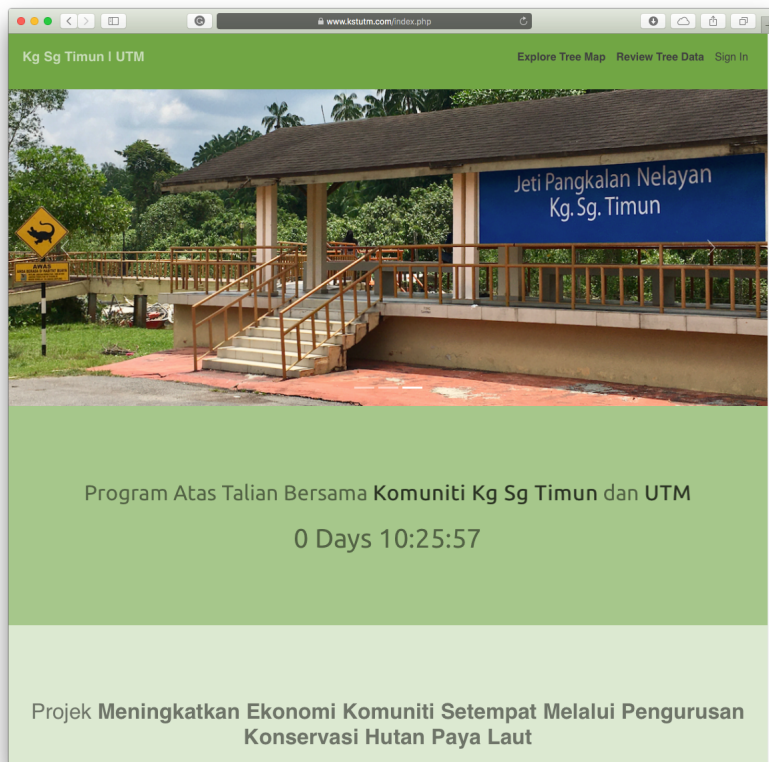 www.kstutm.com/index.php
Kg Sg Timun | UTM
Explore Tree Map Review Tree Data Sign In
Jeti Pangkalan Nelayan
Kg. Sg. Timun
AWAS
Program Atas Talian Bersama Komuniti Kg Sg Timun dan UTM
0 Days 10:25:57
Projek Meningkatkan Ekonomi Komuniti Setempat Melalui Pengurusan
Konservasi Hutan Paya Laut